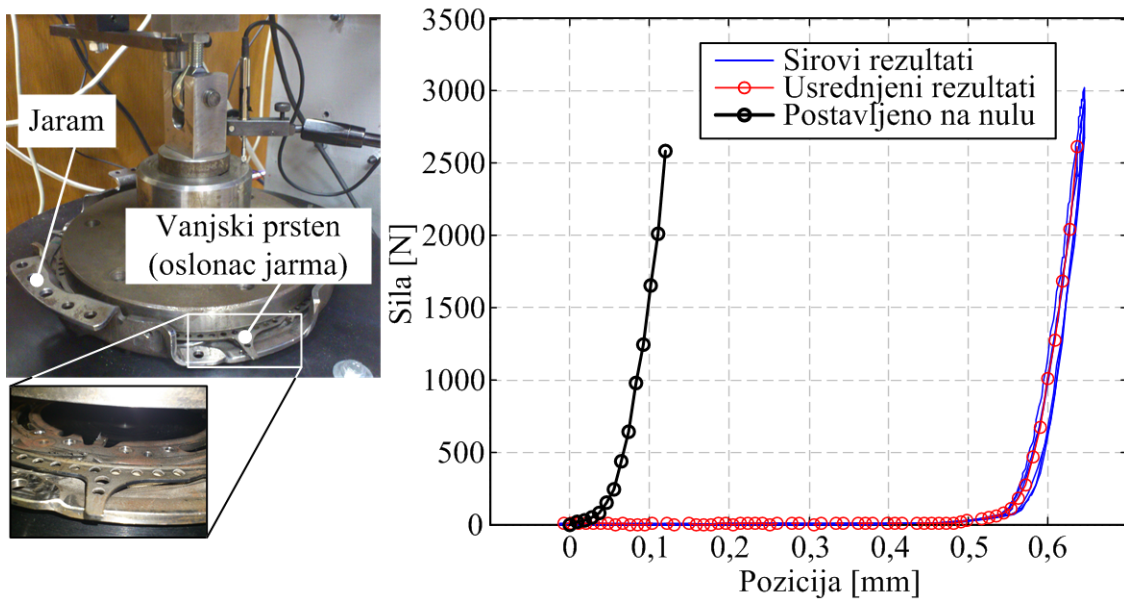 Jaram
Vanjski prsten
(oslonac jarma)
3500
3000
2500
2000
1500
1000
500
0
Sila [N]
Sirovi rezultati
Usrednjeni rezultati
Postavljeno na nulu
0 0,1 0,2 0,3 0,4 0,5 0,6
Pozicija [mm]